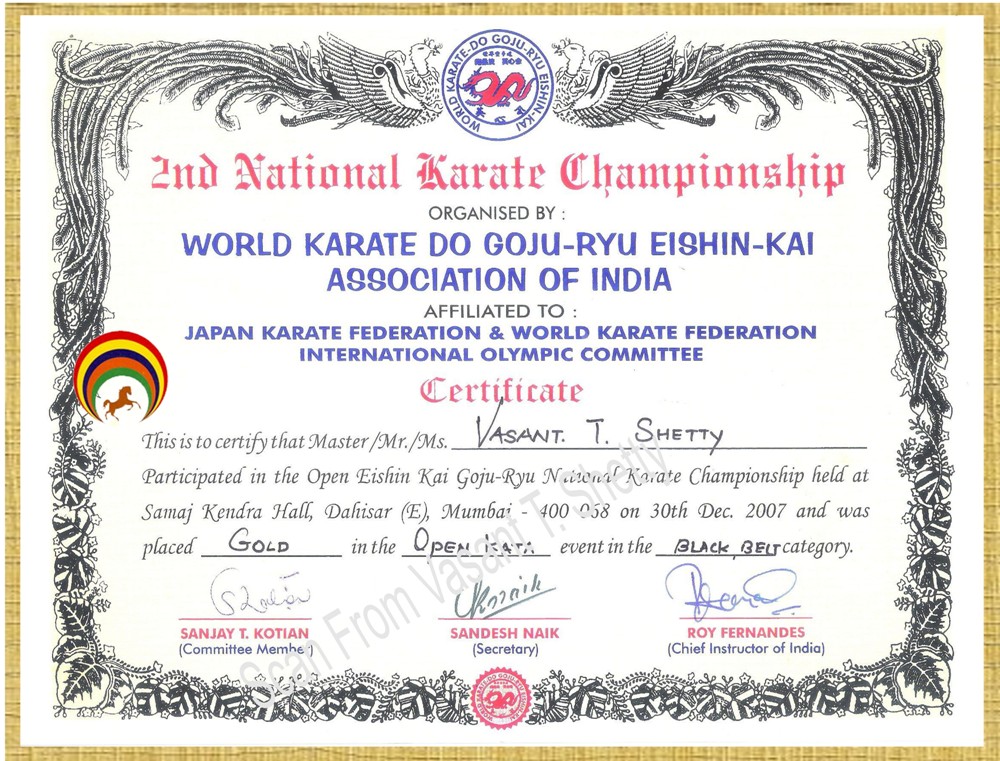 WORLD KARATE-DO GOJU-RYU EISHIN-KAI
2nd National Karate Championship
ORGANISED BY :
WORLD KARATE DO GOJU-RYU EISHIN-KAI
ASSOCIATION OF INDIA
AFFILIATED TO :
JAPAN KARATE FEDERATION & WORLD KARATE FEDERATION
INTERNATIONAL OLYMPIC COMMITTEE
Certificate
This is to certify that Master /Mr./Ms. VASANT. T. SHETTY
Participated in the Open Eishin Kai Goju-Ryu National Karate Championship held at
Samaj Kendra Hall, Dahisar (E), Mumbai - 400 068 on 30th Dec. 2007 and was
placed GOLD in the OPEN KATA event in the BLACK BELT category.
SANJAY T. KOTIAN SANDESH NAIK ROY FERNANDES
(Committee Member) (Secretary) (Chief Instructor of India)
Scan From Vasant T. Shetty